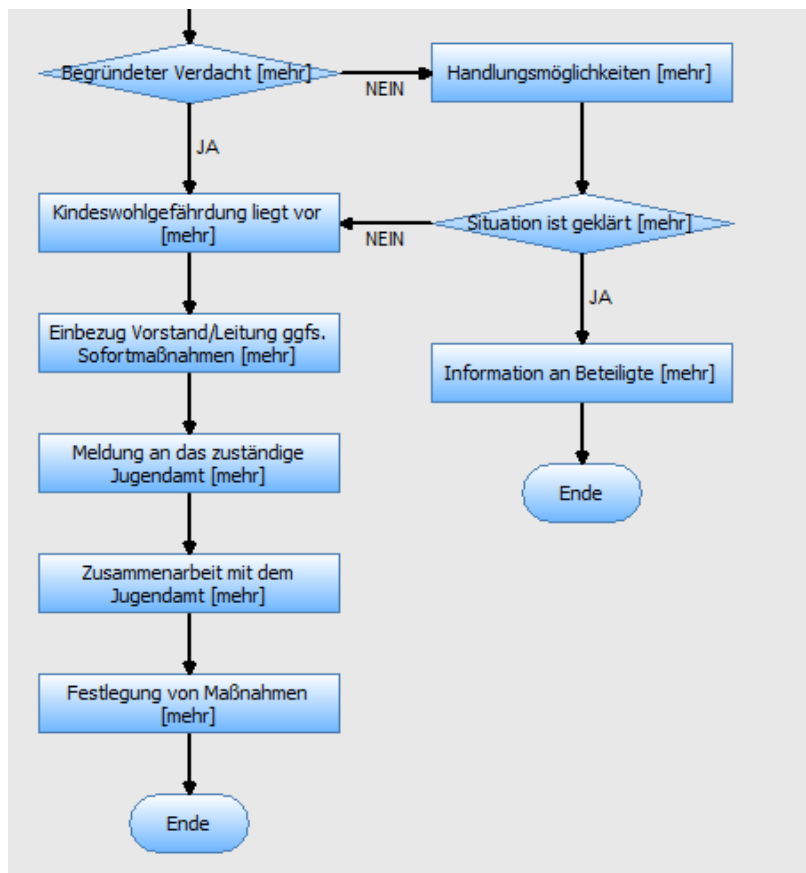 Begründeter Verdacht [mehr]
NEIN
Handlungsmöglichkeiten [mehr]
JA
Kindeswohlgefährdung liegt vor
[mehr]
NEIN
Situation ist geklärt [mehr]
JA
Einbezug Vorstand/Leitung ggfs.
Sofortmaßnahmen [mehr]
Information an Beteiligte [mehr]
Meldung an das zuständige
Jugendamt [mehr]
Ende
Zusammenarbeit mit dem
Jugendamt [mehr]
Festlegung von Maßnahmen
[mehr]
Ende